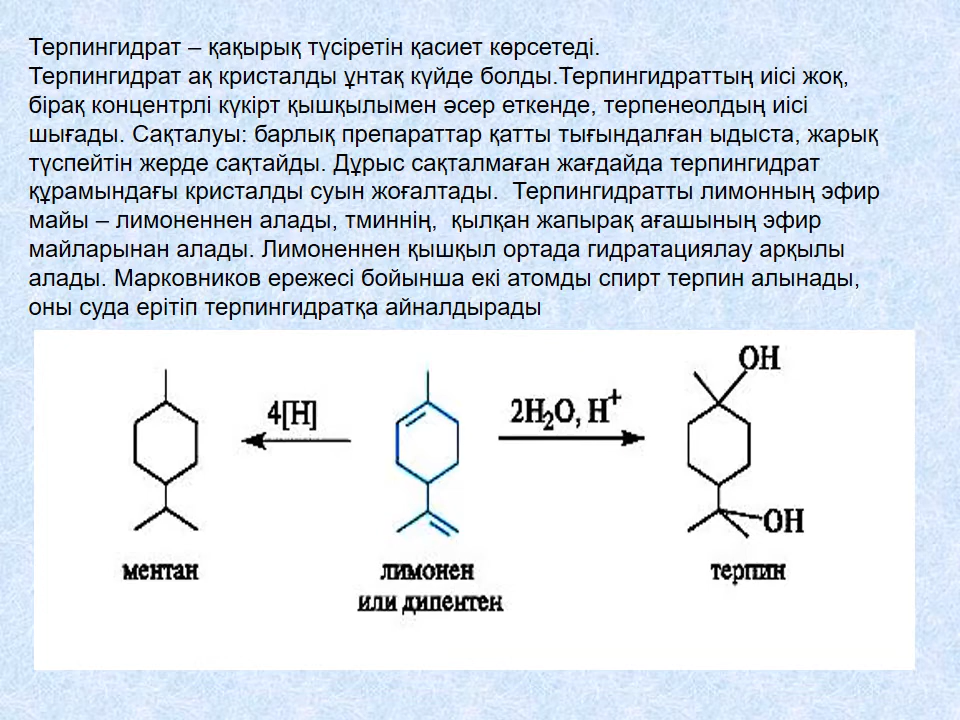 Терпингидрат – қақырық түсіретін қасиет көрсетеді.
Терпингидрат ақ кристалды ұнтақ күйде болды.Терпингидраттың иісі жоқ,
бірақ концентрлі күкірт қышқылымен әсер еткенде, терпенеолдың иісі
шығады. Сақталуы: барлық препараттар қатты тығындалған ыдыста, жарық
түспейтін жерде сақтайды. Дұрыс сақталмаған жағдайда терпингидрат
құрамындағы кристалды суын жоғалтады.  Терпингидратты лимонның эфир
майы – лимоненнен алады, тминнің,  қылқан жапырақ ағашының эфир
майларынан алады. Лимоненнен қышқыл ортада гидратациялау арқылы
алады. Марковников ережесі бойынша екі атомды спирт терпин алынады,
оны суда ерітіп терпингидратқа айналдырады
OH
4[H]
2H₂O, H⁺
OH
ментан
лимонен
или дипентен
терпин